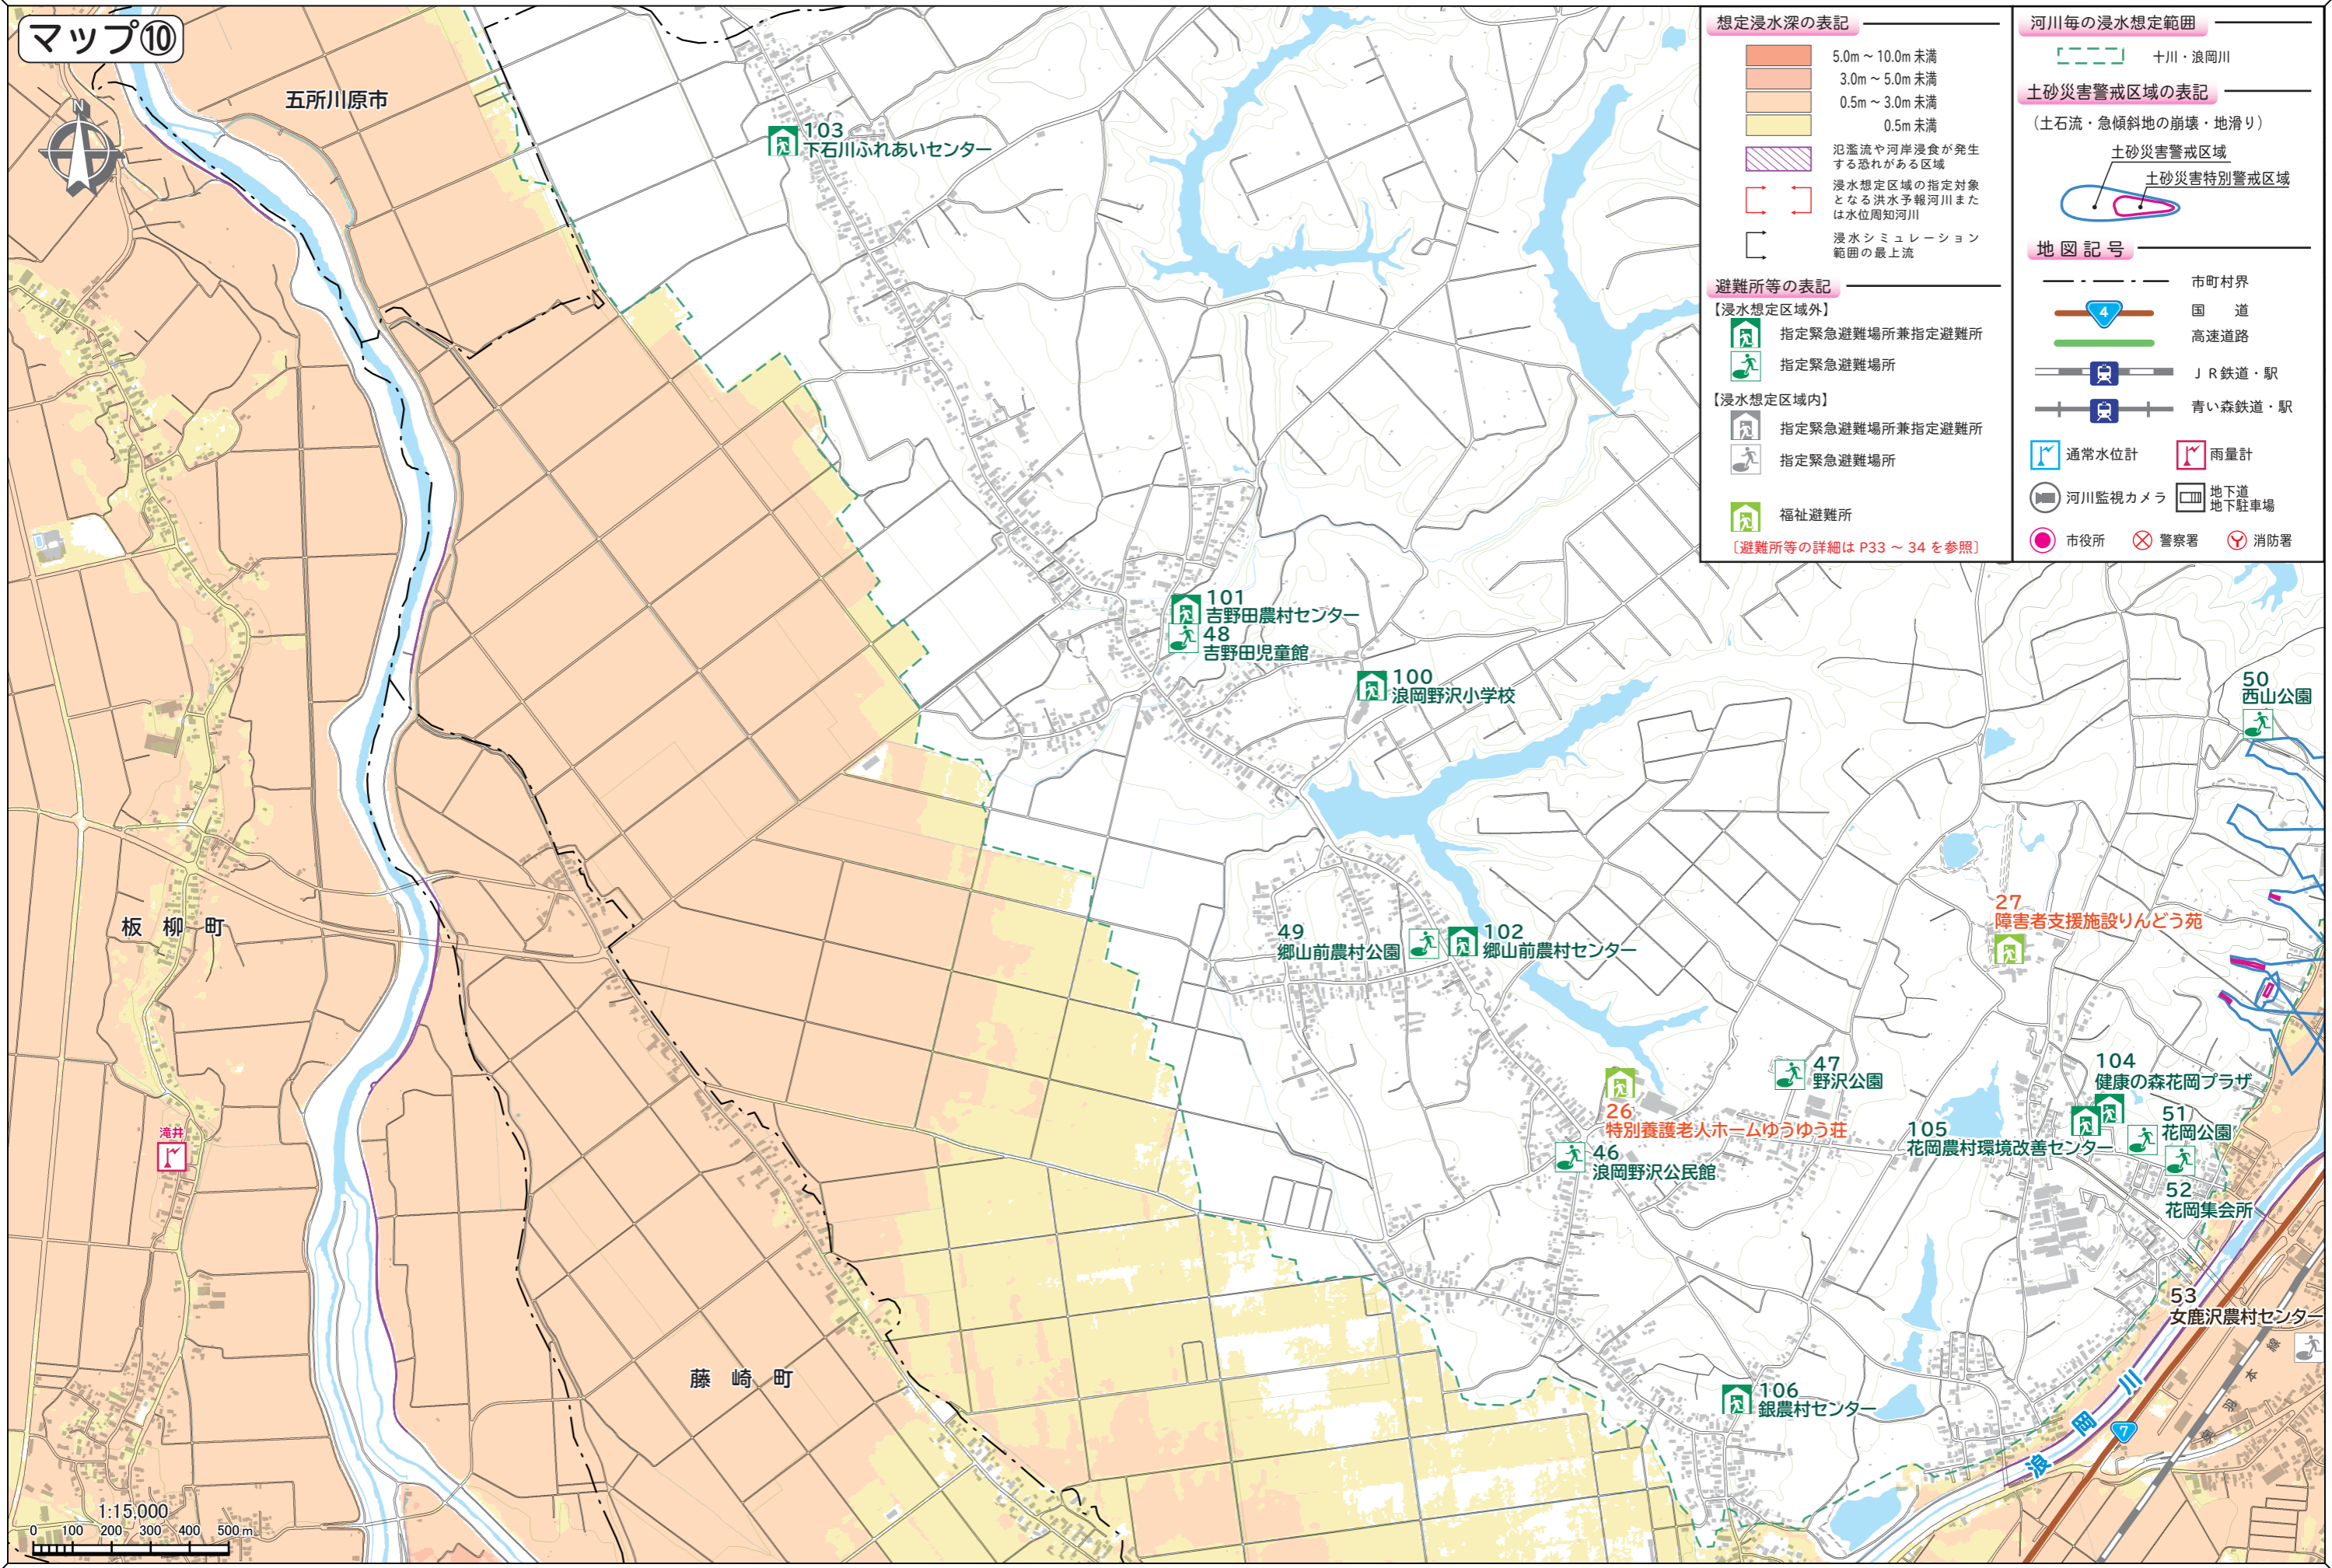 マップ⑩
N
五所川原市
板柳町
藤崎町
滝井
103
下石川ふれあいセンター
101
吉野田農村センター
48
吉野田児童館
100
浪岡野沢小学校
50
西山公園
27
障害者支援施設りんどう苑
49
郷山前農村公園
102
郷山前農村センター
47
野沢公園
26
特別養護老人ホームゆうゆう荘
46
浪岡野沢公民館
104
健康の森花岡プラザ
51
花岡公園
105
花岡農村環境改善センター
52
花岡集会所
53
女鹿沢農村センター
106
銀農村センター
浪岡川
7
1:15,000
0 100 200 300 400 500m
想定浸水深の表記
5.0m～10.0m未満
3.0m～5.0m未満
0.5m～3.0m未満
0.5m未満
氾濫流や河岸浸食が発生
する恐れがある区域
浸水想定区域の指定対象
となる洪水予報河川また
は水位周知河川
浸水シミュレーション
範囲の最上流
避難所等の表記
【浸水想定区域外】
指定緊急避難場所兼指定避難所
指定緊急避難場所
【浸水想定区域内】
指定緊急避難場所兼指定避難所
指定緊急避難場所
福祉避難所
〔避難所等の詳細は P33～34 を参照〕
河川毎の浸水想定範囲
十川・浪岡川
土砂災害警戒区域の表記
（土石流・急傾斜地の崩壊・地滑り）
土砂災害警戒区域
土砂災害特別警戒区域
地図記号
市町村界
4
国道
高速道路
ＪＲ鉄道・駅
青い森鉄道・駅
通常水位計
雨量計
河川監視カメラ
地下道
地下駐車場
市役所
警察署
消防署